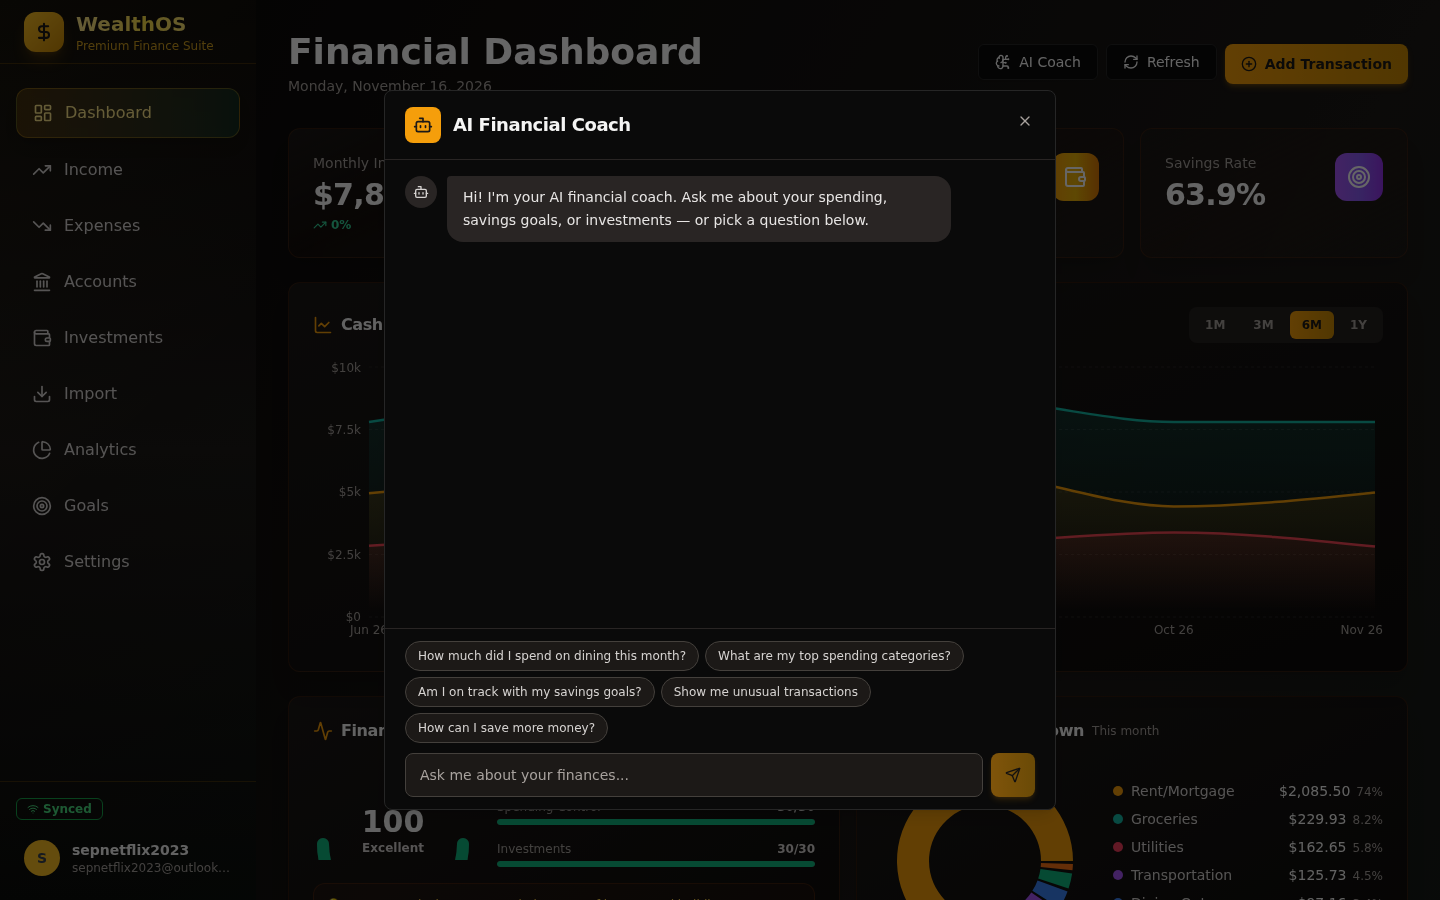 WealthOS
Premium Finance Suite
Dashboard
Income
Expenses
Accounts
Investments
Import
Analytics
Goals
Settings
Synced
S
sepnetflix2023
sepnetflix2023@outlook...
Financial Dashboard
Monday, November 16, 2026
AI Coach
Refresh
Add Transaction
Monthly
$7,8
0%
Savings Rate
63.9%
Cash
1M 3M 6M 1Y
$10k
$7.5k
$5k
$2.5k
$0
Jun 26
Oct 26
Nov 26
AI Financial Coach
Hi! I'm your AI financial coach. Ask me about your spending,
savings goals, or investments — or pick a question below.
How much did I spend on dining this month?
What are my top spending categories?
Am I on track with my savings goals?
Show me unusual transactions
How can I save more money?
Ask me about your finances...
100
Excellent
Investments 30/30
This month
Rent/Mortgage $2,085.50 74%
Groceries $229.93 8.2%
Utilities $162.65 5.8%
Transportation $125.73 4.5%